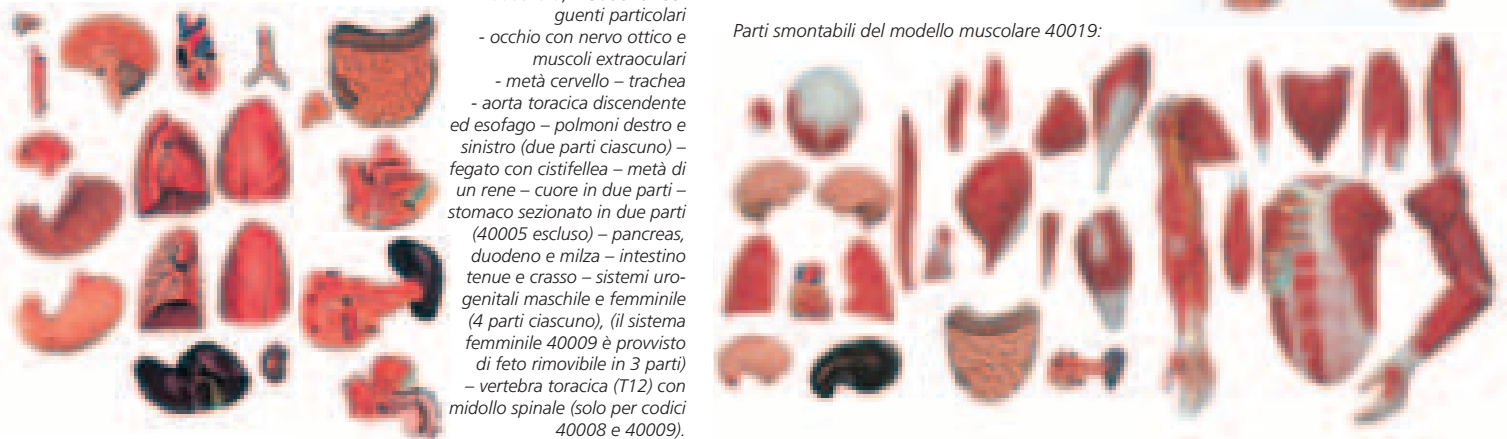 guenti particolari
- occhio con nervo ottico e
muscoli extraoculari
- metà cervello – trachea
- aorta toracica discendente
ed esofago – polmoni destro e
sinistro (due parti ciascuno) –
fegato con cistifellea – metà di
un rene – cuore in due parti –
stomaco sezionato in due parti
(40005 escluso) – pancreas,
duodeno e milza – intestino
tenue e crasso – sistemi uro-
genitali maschile e femminile
(4 parti ciascuno), (il sistema
femminile 40009 è provvisto
di feto rimovibile in 3 parti)
– vertebra toracica (T12) con
midollo spinale (solo per codici
40008 e 40009).
Parti smontabili del modello muscolare 40019: